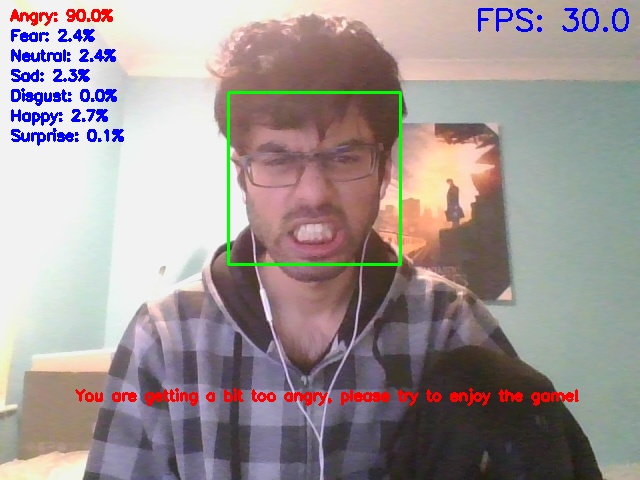 Angry: 90.0%
Fear: 2.4%
Neutral: 2.4%
Sad: 2.3%
Disgust: 0.0%
Happy: 2.7%
Surprise: 0.1%
FPS: 30.0
You are getting a bit too angry, please try to enjoy the game!